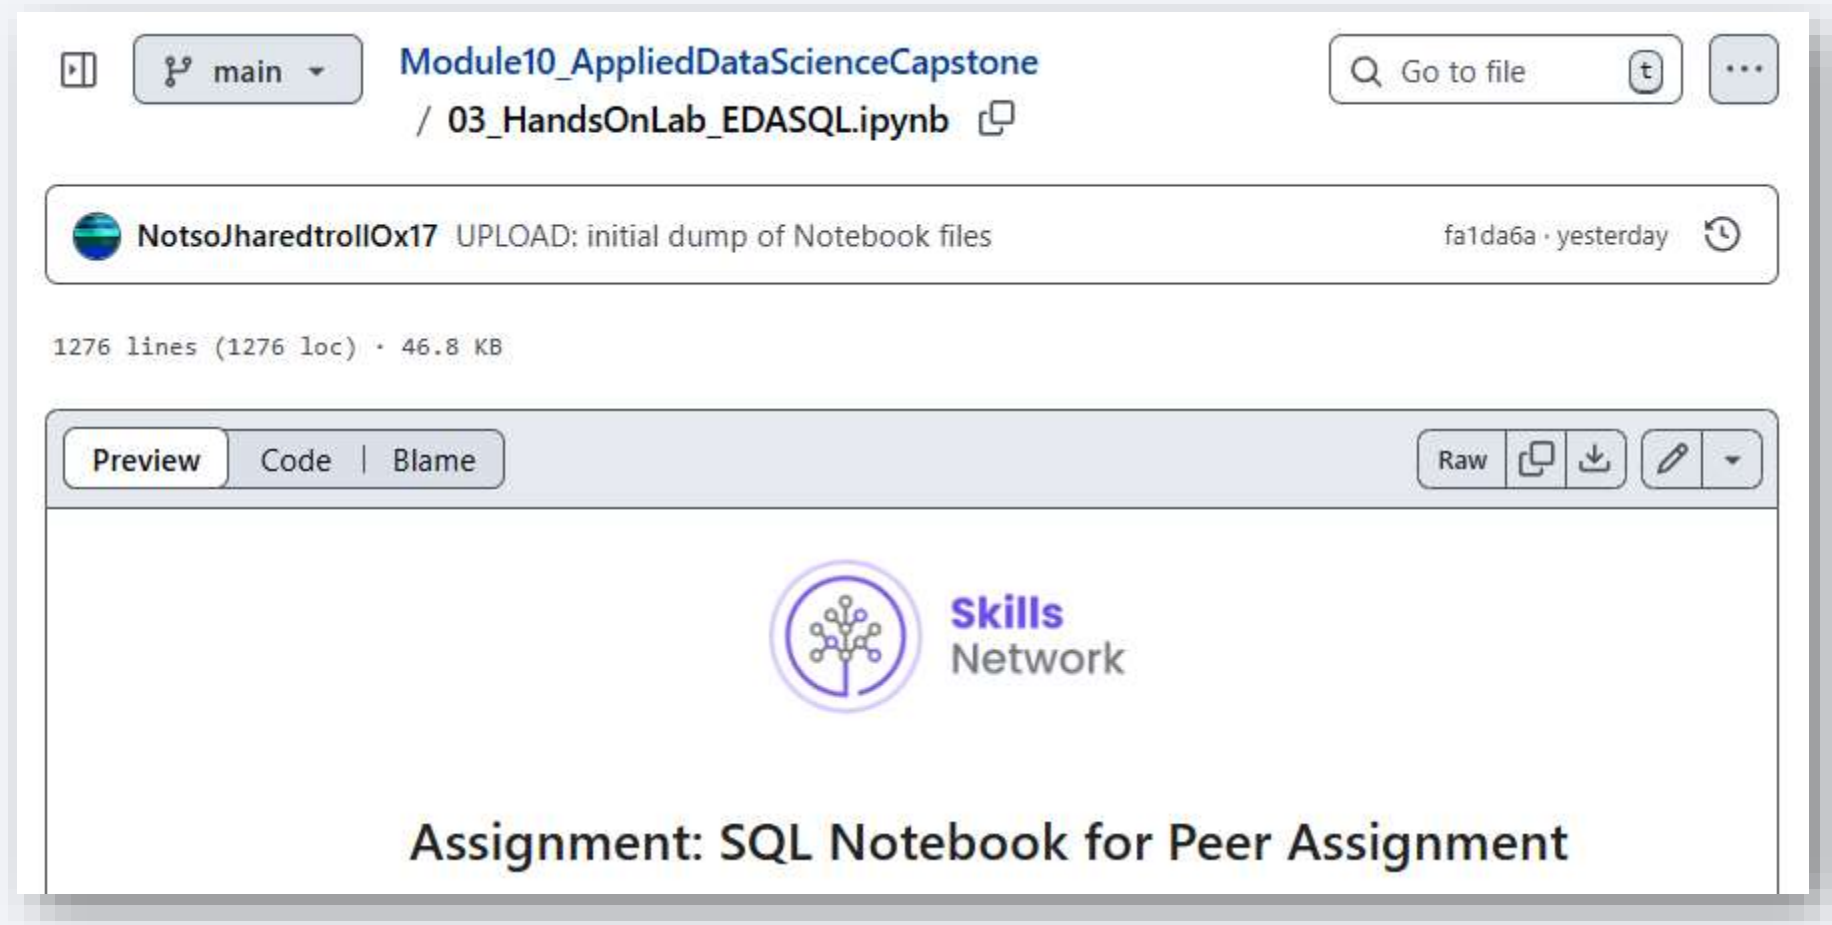 main
Module10_AppliedDataScienceCapstone
/ 03_HandsOnLab_EDASQL.ipynb
Go to file
t
NotsoJharedtrollOx17 UPLOAD: initial dump of Notebook files
fa1da6a · yesterday
1276 lines (1276 loc) · 46.8 KB
Preview
Code
Blame
Raw
Skills
Network
Assignment: SQL Notebook for Peer Assignment